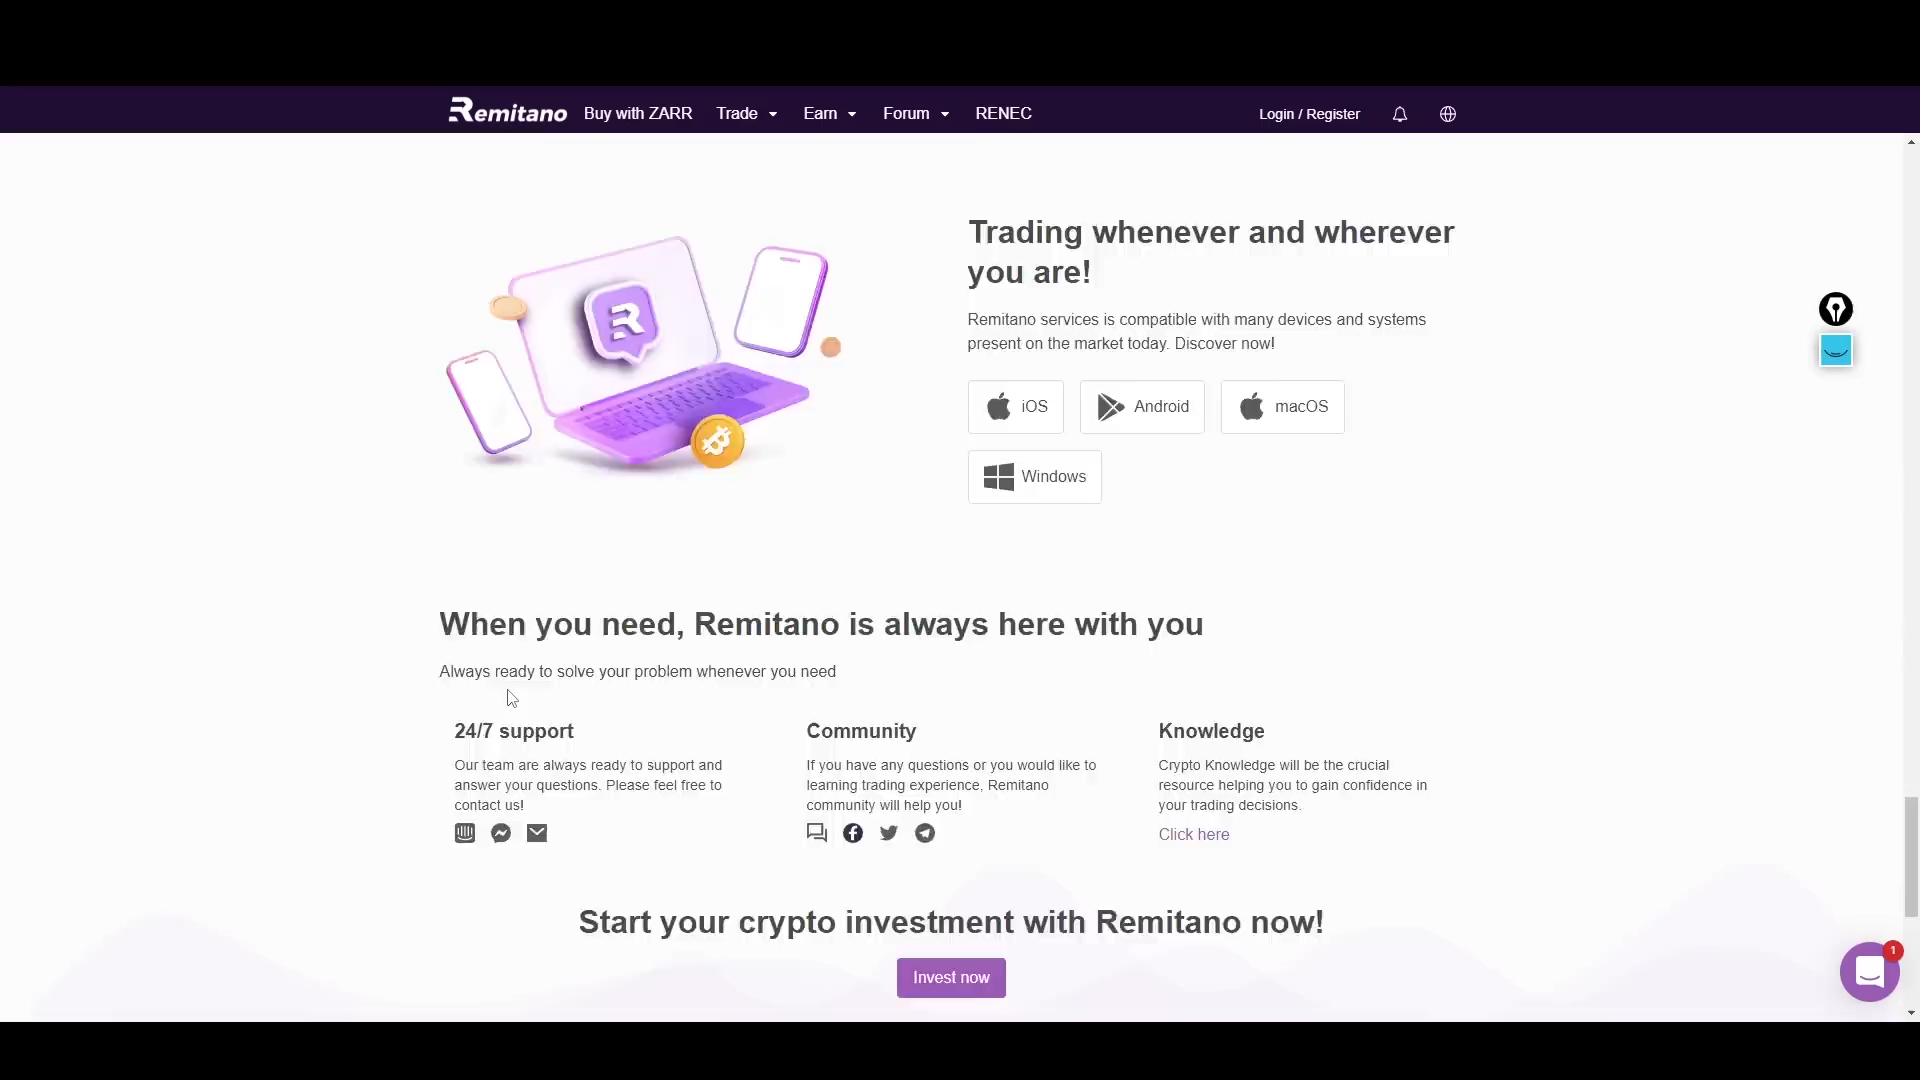 Remitano Buy with ZARR Trade Earn Forum RENEC Login / Register
Trading whenever and wherever
you are!
Remitano services is compatible with many devices and systems
present on the market today. Discover now!
iOS Android macOS
Windows
When you need, Remitano is always here with you
Always ready to solve your problem whenever you need
24/7 support
Our team are always ready to support and
answer your questions. Please feel free to
contact us!
Community
If you have any questions or you would like to
learning trading experience, Remitano
community will help you!
Knowledge
Crypto Knowledge will be the crucial
resource helping you to gain confidence in
your trading decisions.
Click here
Start your crypto investment with Remitano now!
Invest now
1